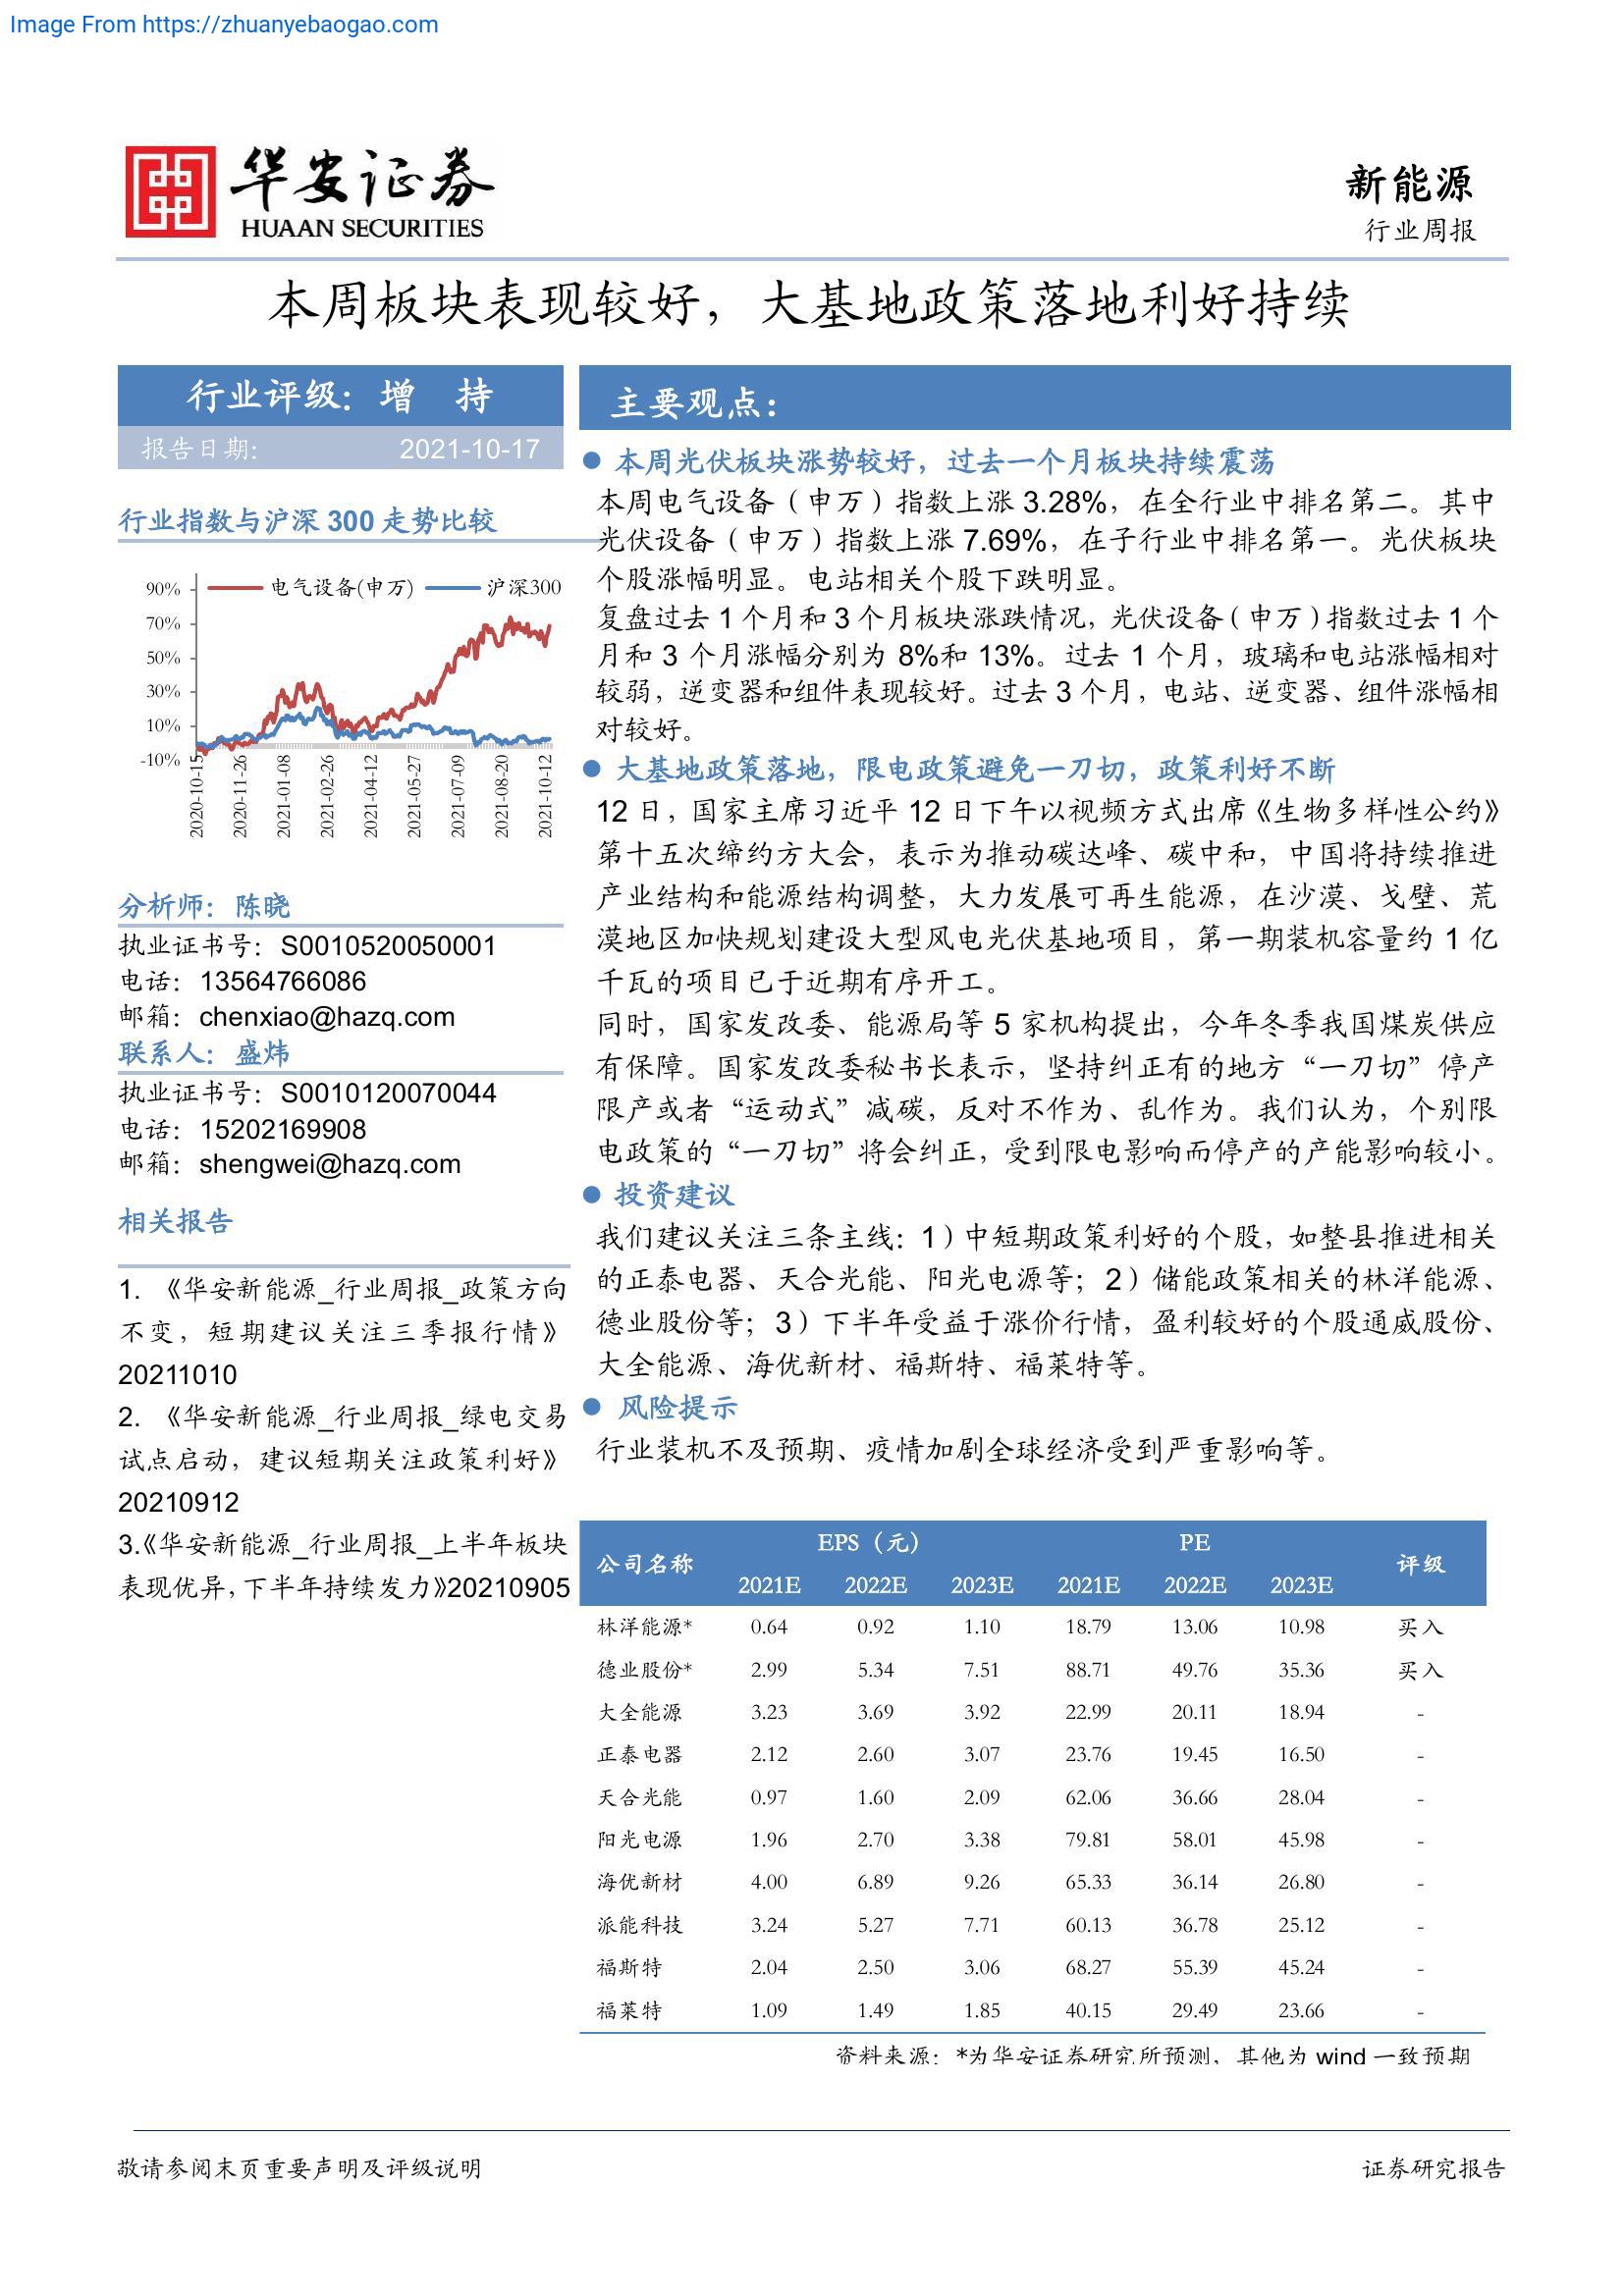 Image From https://zhuanyebaogao.com
华安证券
HUAAN SECURITIES
新能源
行业周报
本周板块表现较好，大基地政策落地利好持续
行业评级：增 持
报告日期： 2021-10-17
行业指数与沪深 300 走势比较
电气设备(申万) 沪深300
90%
70%
50%
30%
10%
-10%
2020-10-15 2020-11-26 2021-01-08 2021-02-26 2021-04-12 2021-05-27 2021-07-09 2021-08-20 2021-10-12
分析师：陈晓
执业证书号：S0010520050001
电话：13564766086
邮箱：chenxiao@hazq.com
联系人：盛炜
执业证书号：S0010120070044
电话：15202169908
邮箱：shengwei@hazq.com
相关报告
1. 《华安新能源_行业周报_政策方向
不变，短期建议关注三季报行情》
20211010
2. 《华安新能源_行业周报_绿电交易
试点启动，建议短期关注政策利好》
20210912
3.《华安新能源_行业周报_上半年板块
表现优异,下半年持续发力》20210905
主要观点：
● 本周光伏板块涨势较好，过去一个月板块持续震荡
本周电气设备（申万）指数上涨 3.28%，在全行业中排名第二。其中
光伏设备（申万）指数上涨 7.69%，在子行业中排名第一。光伏板块
个股涨幅明显。电站相关个股下跌明显。
复盘过去 1 个月和 3 个月板块涨跌情况，光伏设备（申万）指数过去 1 个
月和 3 个月涨幅分别为 8%和 13%。过去 1 个月，玻璃和电站涨幅相对
较弱，逆变器和组件表现较好。过去 3 个月，电站、逆变器、组件涨幅相
对较好。
● 大基地政策落地，限电政策避免一刀切，政策利好不断
12 日，国家主席习近平 12 日下午以视频方式出席《生物多样性公约》
第十五次缔约方大会，表示为推动碳达峰、碳中和，中国将持续推进
产业结构和能源结构调整，大力发展可再生能源，在沙漠、戈壁、荒
漠地区加快规划建设大型风电光伏基地项目，第一期装机容量约 1 亿
千瓦的项目已于近期有序开工。
同时，国家发改委、能源局等 5 家机构提出，今年冬季我国煤炭供应
有保障。国家发改委秘书长表示，坚持纠正有的地方“一刀切”停产
限产或者“运动式”减碳，反对不作为、乱作为。我们认为，个别限
电政策的“一刀切”将会纠正，受到限电影响而停产的产能影响较小。
● 投资建议
我们建议关注三条主线：1）中短期政策利好的个股，如整县推进相关
的正泰电器、天合光能、阳光电源等；2）储能政策相关的林洋能源、
德业股份等；3）下半年受益于涨价行情，盈利较好的个股通威股份、
大全能源、海优新材、福斯特、福莱特等。
● 风险提示
行业装机不及预期、疫情加剧全球经济受到严重影响等。
公司名称 EPS（元） PE 评级
2021E 2022E 2023E 2021E 2022E 2023E
林洋能源* 0.64 0.92 1.10 18.79 13.06 10.98 买入
德业股份* 2.99 5.34 7.51 88.71 49.76 35.36 买入
大全能源 3.23 3.69 3.92 22.99 20.11 18.94 -
正泰电器 2.12 2.60 3.07 23.76 19.45 16.50 -
天合光能 0.97 1.60 2.09 62.06 36.66 28.04 -
阳光电源 1.96 2.70 3.38 79.81 58.01 45.98 -
海优新材 4.00 6.89 9.26 65.33 36.14 26.80 -
派能科技 3.24 5.27 7.71 60.13 36.78 25.12 -
福斯特 2.04 2.50 3.06 68.27 55.39 45.24 -
福莱特 1.09 1.49 1.85 40.15 29.49 23.66 -
资料来源：*为华安证券研究所预测，其他为 wind 一致预期
敬请参阅末页重要声明及评级说明 证券研究报告